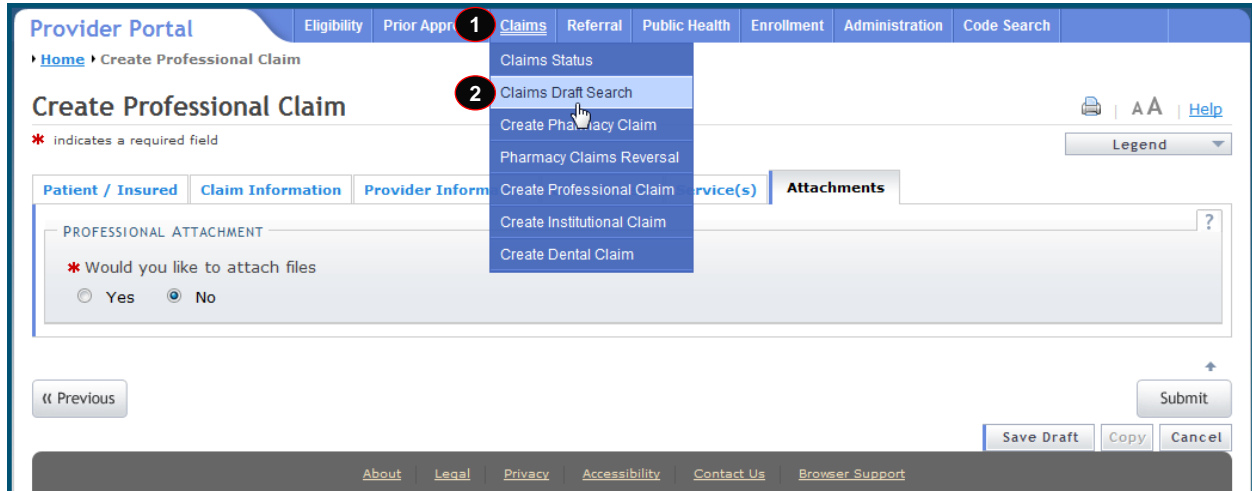 Provider Portal
Eligibility Prior Appr 1 Claims Referral Public Health Enrollment Administration Code Search
Home Create Professional Claim
Claims Status
2 Claims Draft Search
Create Professional Claim
A A Help
Create Pharmacy Claim
* indicates a required field
Legend
Pharmacy Claims Reversal
Patient / Insured Claim Information Provider Inform Create Professional Claim ervice(s) Attachments
Create Institutional Claim
PROFESSIONAL ATTACHMENT ?
Create Dental Claim
* Would you like to attach files
Yes No
« Previous
Submit
Save Draft Copy Cancel
About Legal Privacy Accessibility Contact Us Browser Support